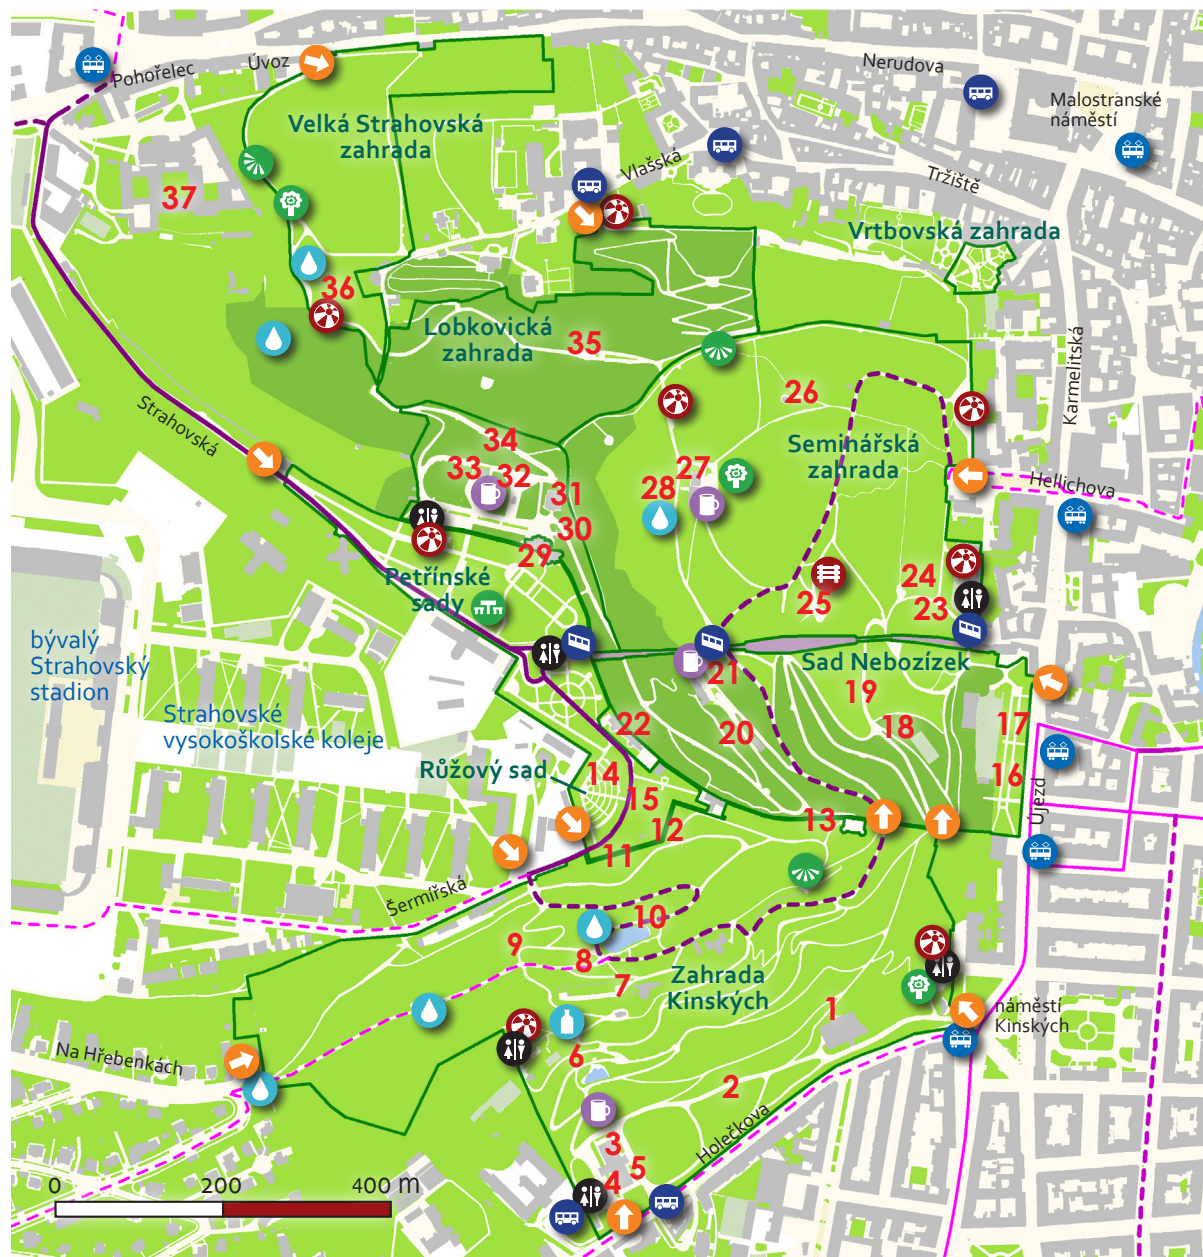 Pohořelec
Úvoz
Nerudova
Malostranské
náměstí
Velká Strahovská
zahrada
Vlašská
Tržiště
37
Vrtbovská zahrada
36
Lobkovická
zahrada
35
Karmelitská
26
Strahovská
34
Seminářská
zahrada
33
32
31
27
28
Hellichova
30
29
Petřínské
sady
24
23
25
bývalý
Strahovský
stadion
Sad Nebozízek
21
19
Strahovské
vysokoškolské koleje
22
20
18
17
Růžový sad
14
15
16
Újezd
12
13
11
Šermířská
10
9
8
7
Zahrada
Kinských
1
náměstí
Kinských
Na Hřebenkách
6
2
Holečkova
3
5
4
0
200
400 m